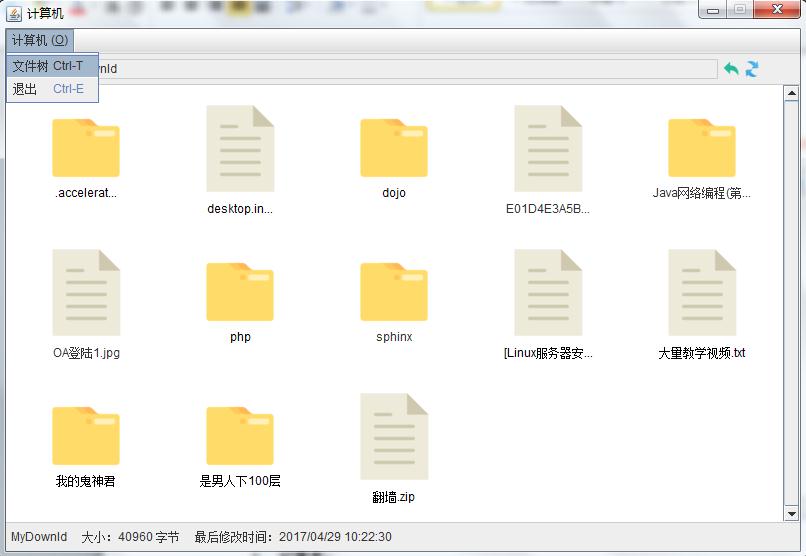 计算机
计算机 (O)
文件树 Ctrl-T
退出 Ctrl-E
.accelerat...
desktop.in...
dojo
E01D4E3A5B...
Java网络编程(第...
OA登陆1.jpg
php
sphinx
[Linux服务器安...
大量教学视频.txt
我的鬼神君
是男人下100层
翻墙.zip
MyDownld 大小：40960 字节 最后修改时间：2017/04/29 10:22:30